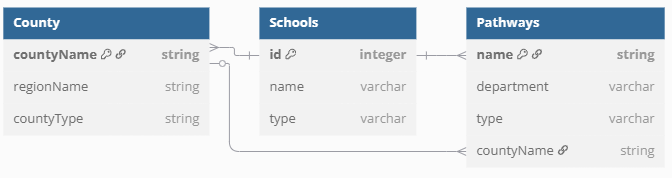 County
countyName string
regionName string
countyType string
Schools
id integer
name varchar
type varchar
Pathways
name string
department varchar
type varchar
countyName string